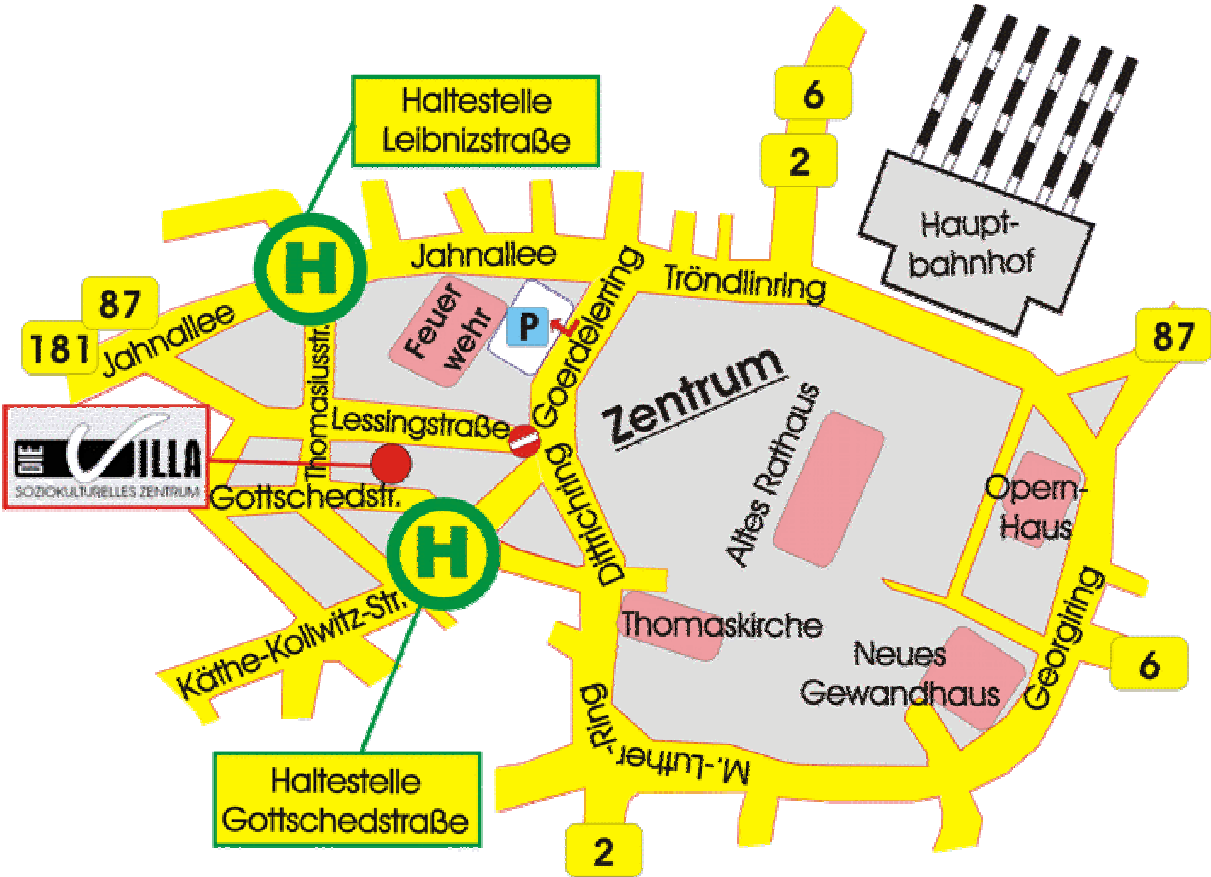 6
2
Haltestelle
Leibnizstraße
H
Haupt-
bahnhof
Jahnallee
Tröndlinring
87
181
Jahnallee
Feuer
wehr
P
Goerdelerring
87
Zentrum
Thomasiusstr.
Lessingstraße
DIE VILLA
SOZIOKULTURELLES ZENTRUM
Gottschedstr.
H
Dittrichring
Altes Rathaus
Opern-
Haus
Käthe-Kollwitz-Str.
Thomaskirche
Neues
Gewandhaus
Georgiring
6
M.-Luther-Ring
Haltestelle
Gottschedstraße
2